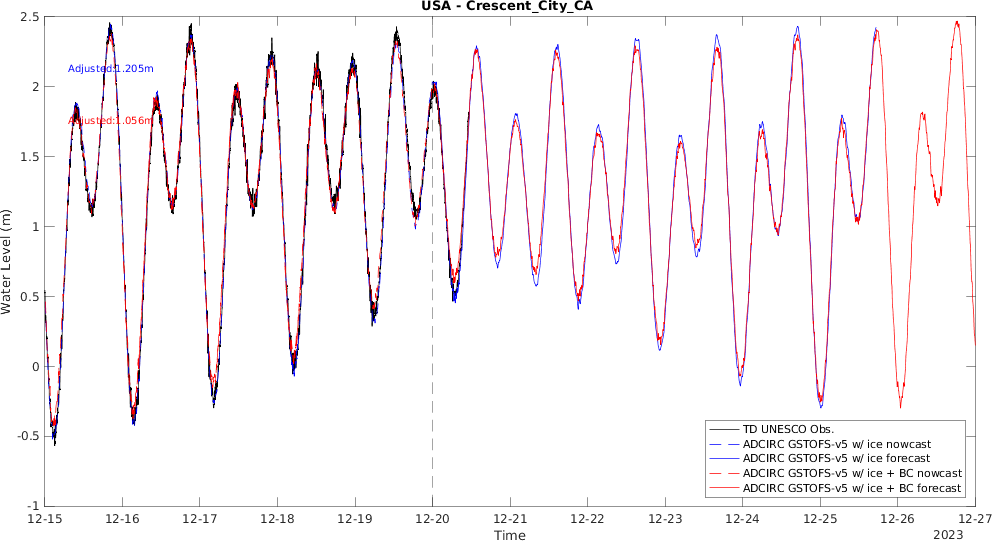 USA - Crescent_City_CA
2.5
2
1.5
1
0.5
0
-0.5
-1
Water Level (m)
Adjusted:1.205m
Adjusted:1.056m
TD UNESCO Obs.
ADCIRC GSTOFS-v5 w/ ice nowcast
ADCIRC GSTOFS-v5 w/ ice forecast
ADCIRC GSTOFS-v5 w/ ice + BC nowcast
ADCIRC GSTOFS-v5 w/ ice + BC forecast
12-15 12-16 12-17 12-18 12-19 12-20 12-21 12-22 12-23 12-24 12-25 12-26 12-27
Time
2023